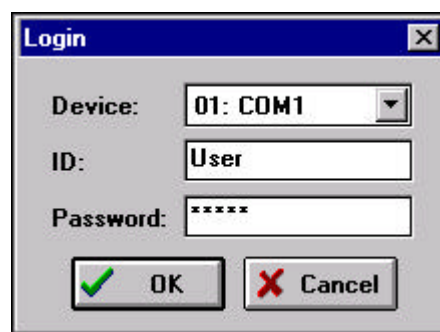 Login
Device: 01: COM1
ID: User
Password: *****
OK Cancel